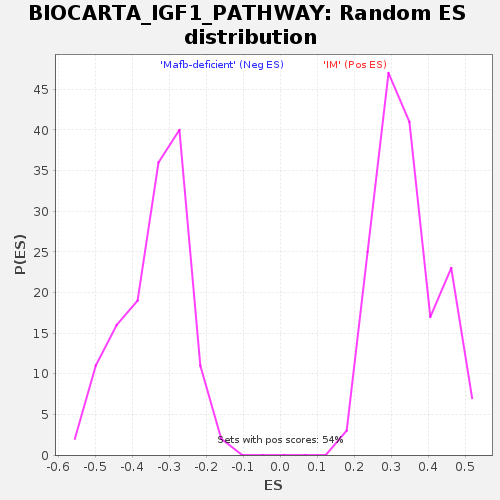 BIOCARTA_IGF1_PATHWAY: Random ES
distribution
'Mafb-deficient' (Neg ES) 'IM' (Pos ES)
45
40
35
30
25
20
15
10
5
0
P(ES)
Sets with pos scores: 54%
-0.6 -0.5 -0.4 -0.3 -0.2 -0.1 0.0 0.1 0.2 0.3 0.4 0.5
ES